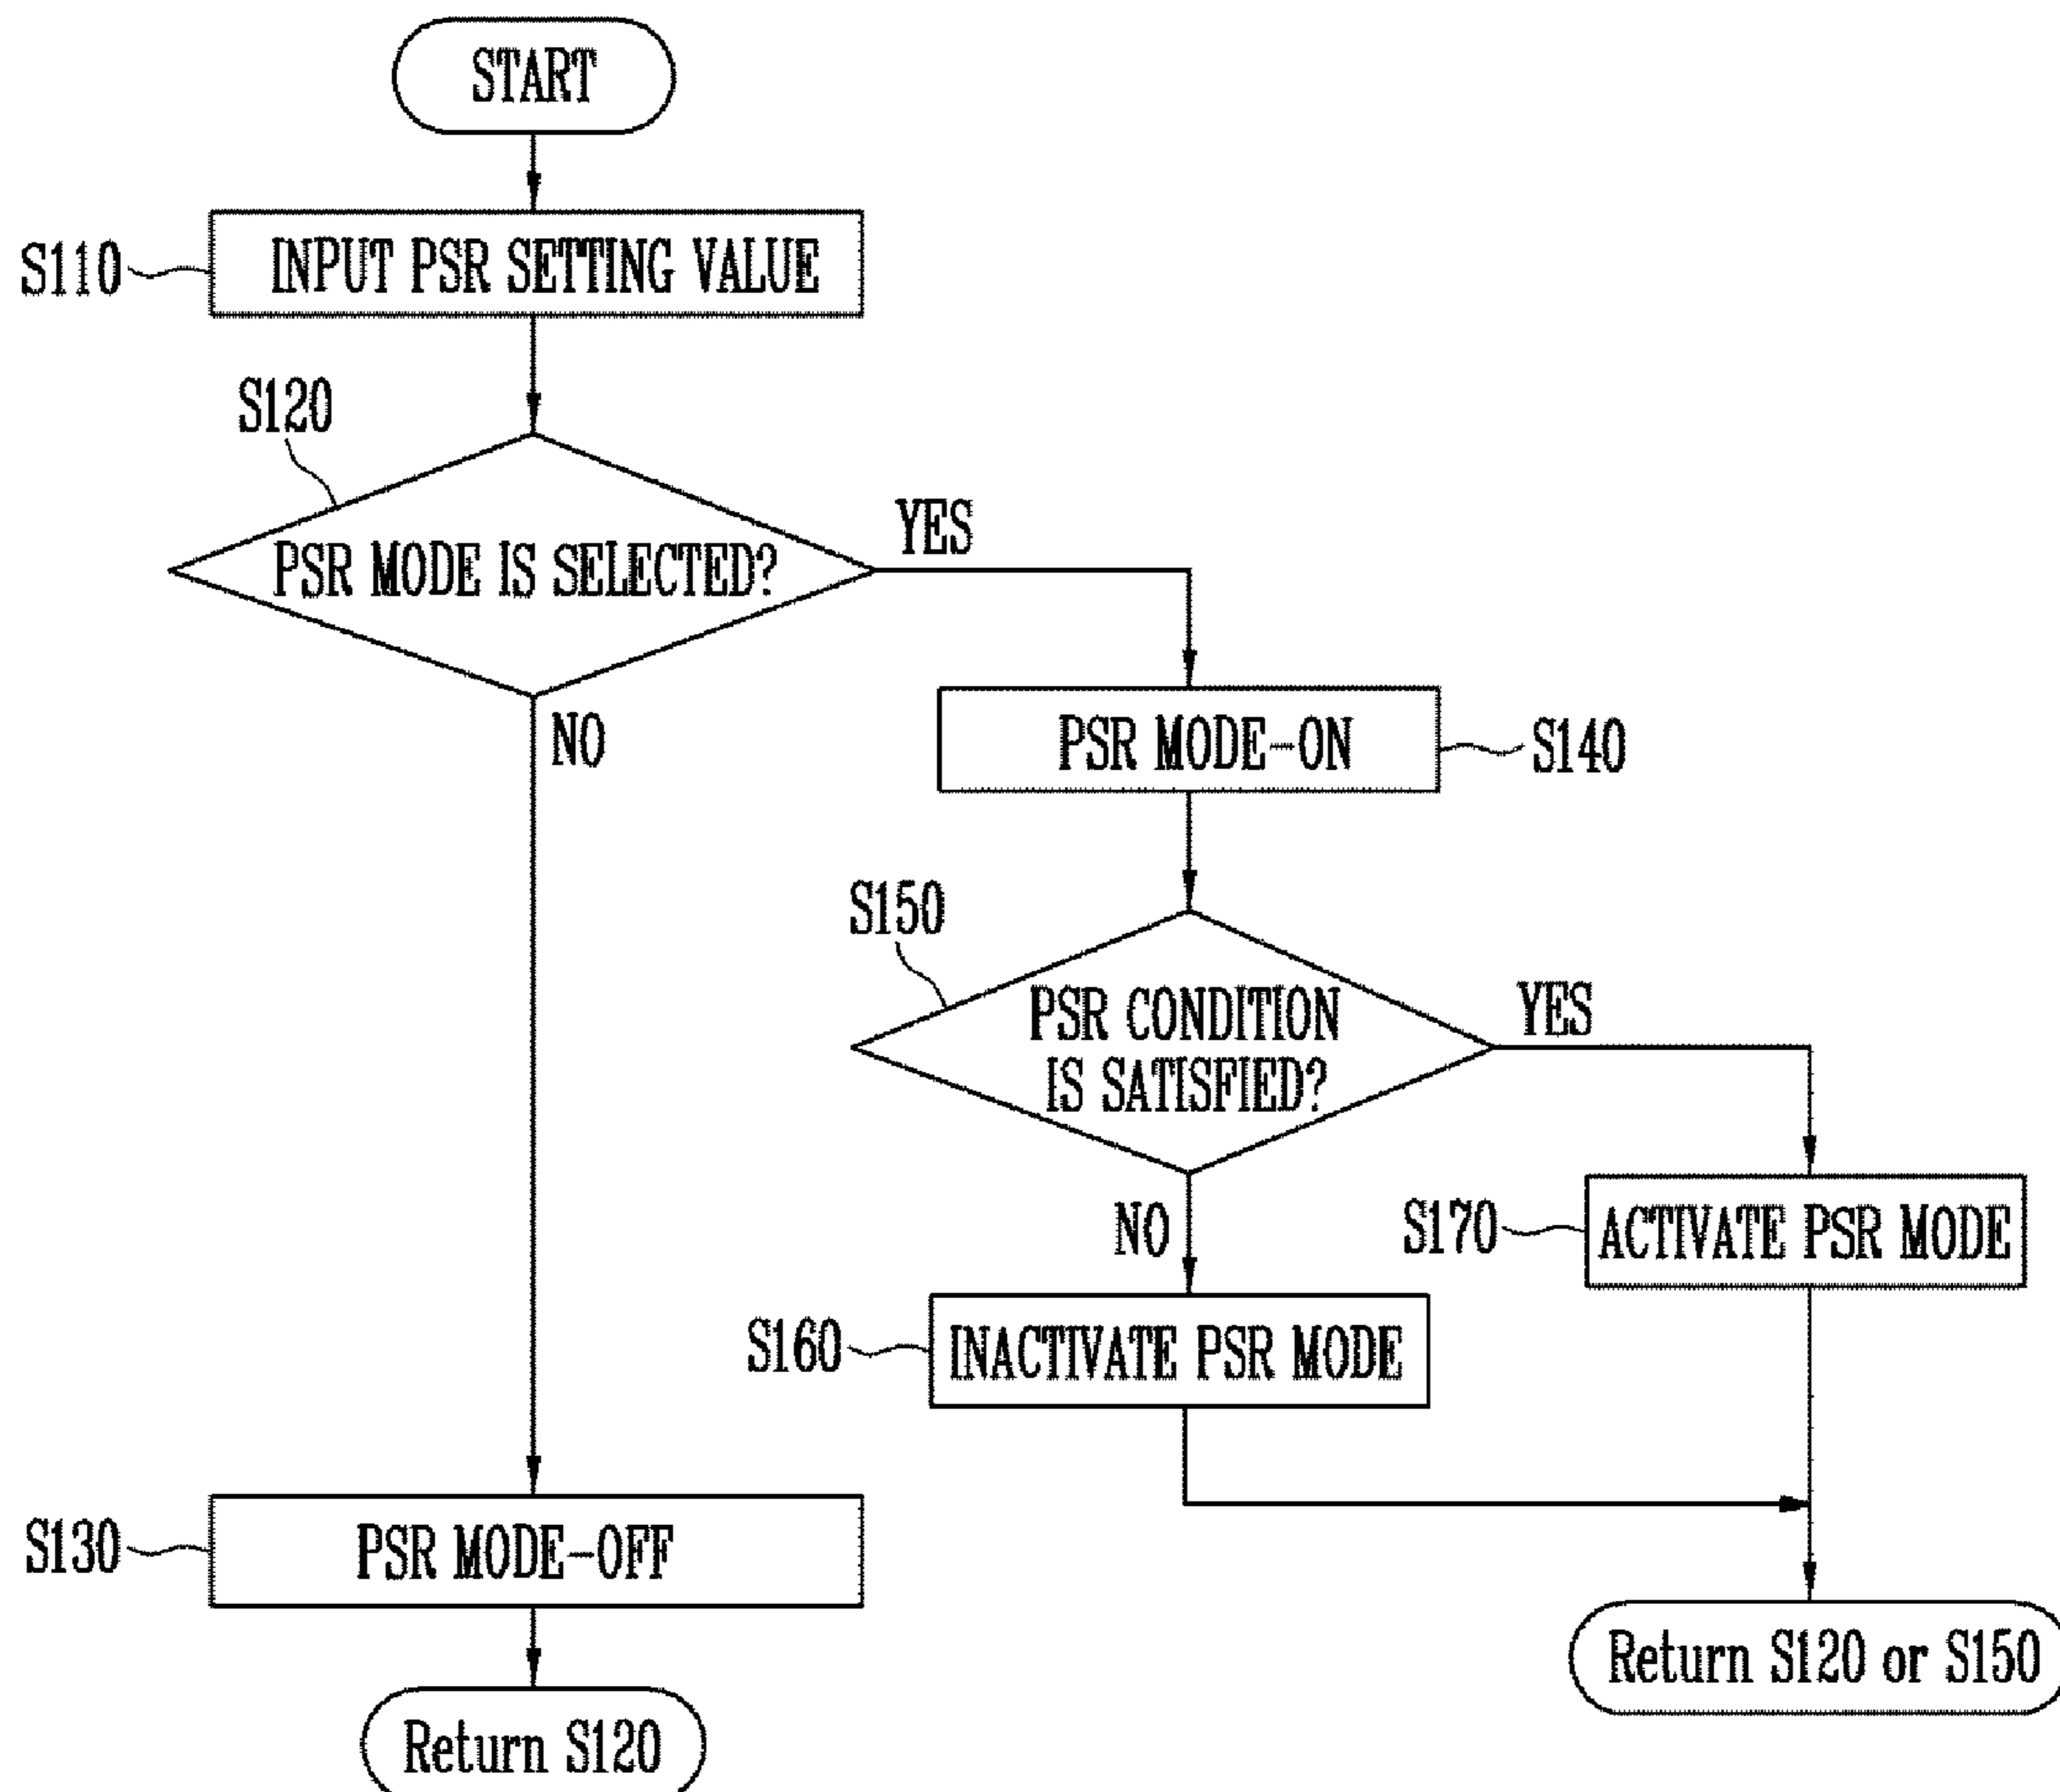 START
S110
INPUT PSR SETTING VALUE
S120
PSR MODE IS SELECTED?
YES
NO
PSR MODE-ON
S140
S150
PSR CONDITION
IS SATISFIED?
YES
NO
S170
ACTIVATE PSR MODE
S160
INACTIVATE PSR MODE
S130
PSR MODE-OFF
Return S120 or S150
Return S120